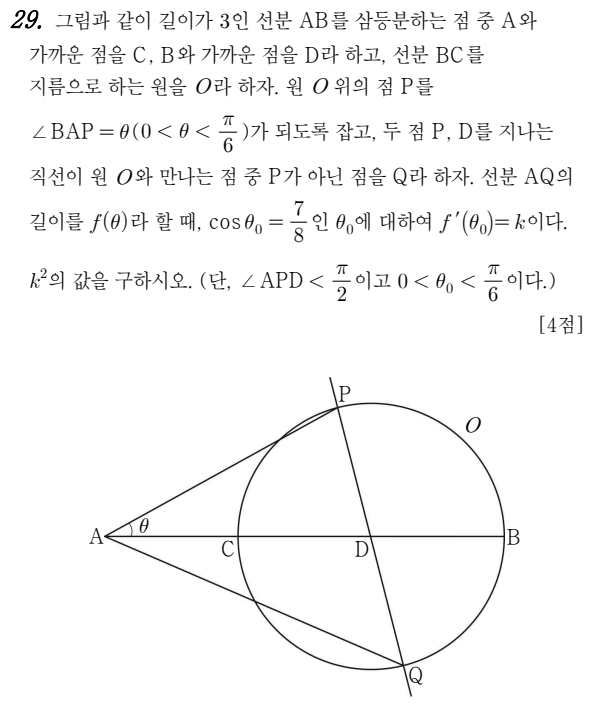 29. 그림과 같이 길이가 3인 선분 AB를 삼등분하는 점 중 A와
가까운 점을 C, B와 가까운 점을 D라 하고, 선분 BC를
지름으로 하는 원을 O라 하자. 원 O 위의 점 P를
∠BAP = θ(0 < θ < π/6)가 되도록 잡고, 두 점 P, D를 지나는
직선이 원 O와 만나는 점 중 P가 아닌 점을 Q라 하자. 선분 AQ의
길이를 f(θ)라 할 때, cosθ₀ = 7/8인 θ₀에 대하여 f′(θ₀)= k이다.
k²의 값을 구하시오. (단, ∠APD < π/2이고 0 < θ₀ < π/6이다.)
[4점]
P
O
A
θ
C
D
B
Q